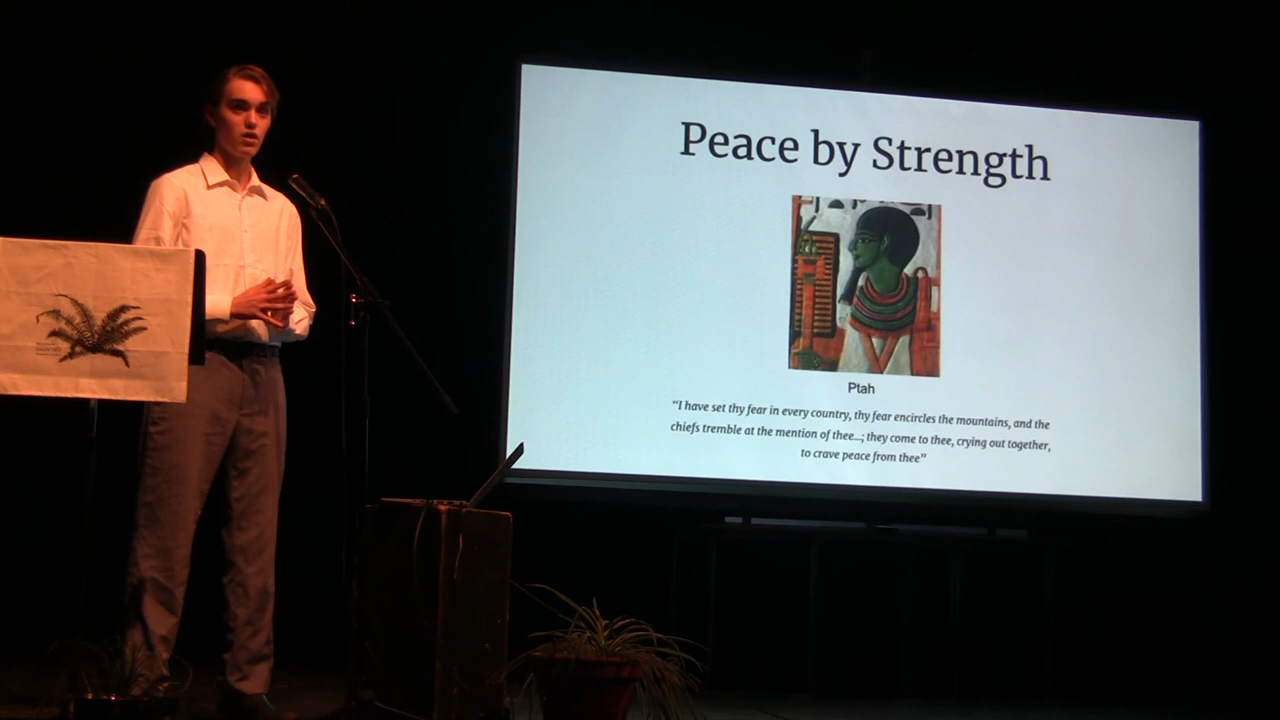 Peace by Strength
Ptah
“I have set thy fear in every country, thy fear encircles the mountains, and the
chiefs tremble at the mention of thee...; they come to thee, crying out together,
to crave peace from thee”